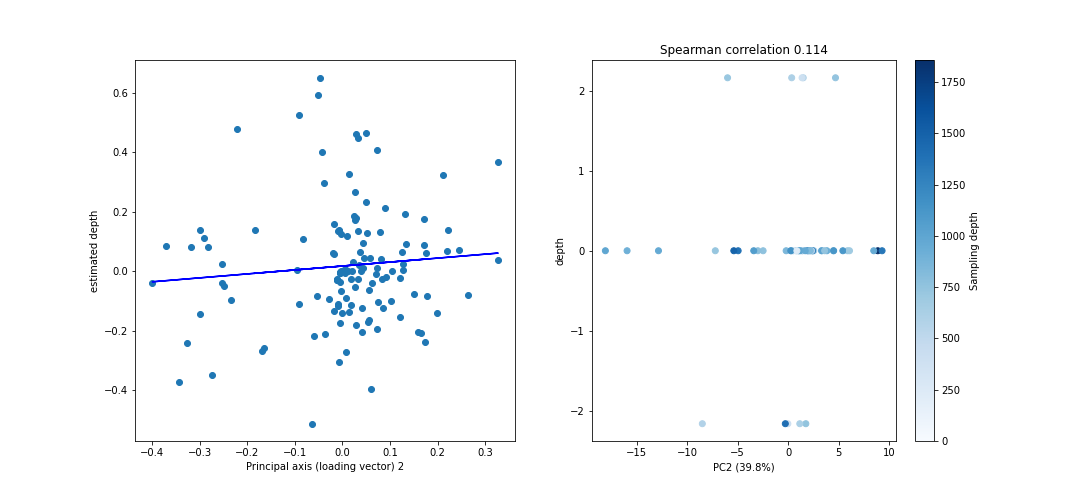 Spearman correlation 0.114
estimated depth
0.6
0.4
0.2
0.0
−0.2
−0.4
−0.4 −0.3 −0.2 −0.1 0.0 0.1 0.2 0.3
Principal axis (loading vector) 2
depth
2
1
0
−1
−2
−15 −10 −5 0 5 10
PC2 (39.8%)
1750
1500
1250
1000
750
500
250
0
Sampling depth